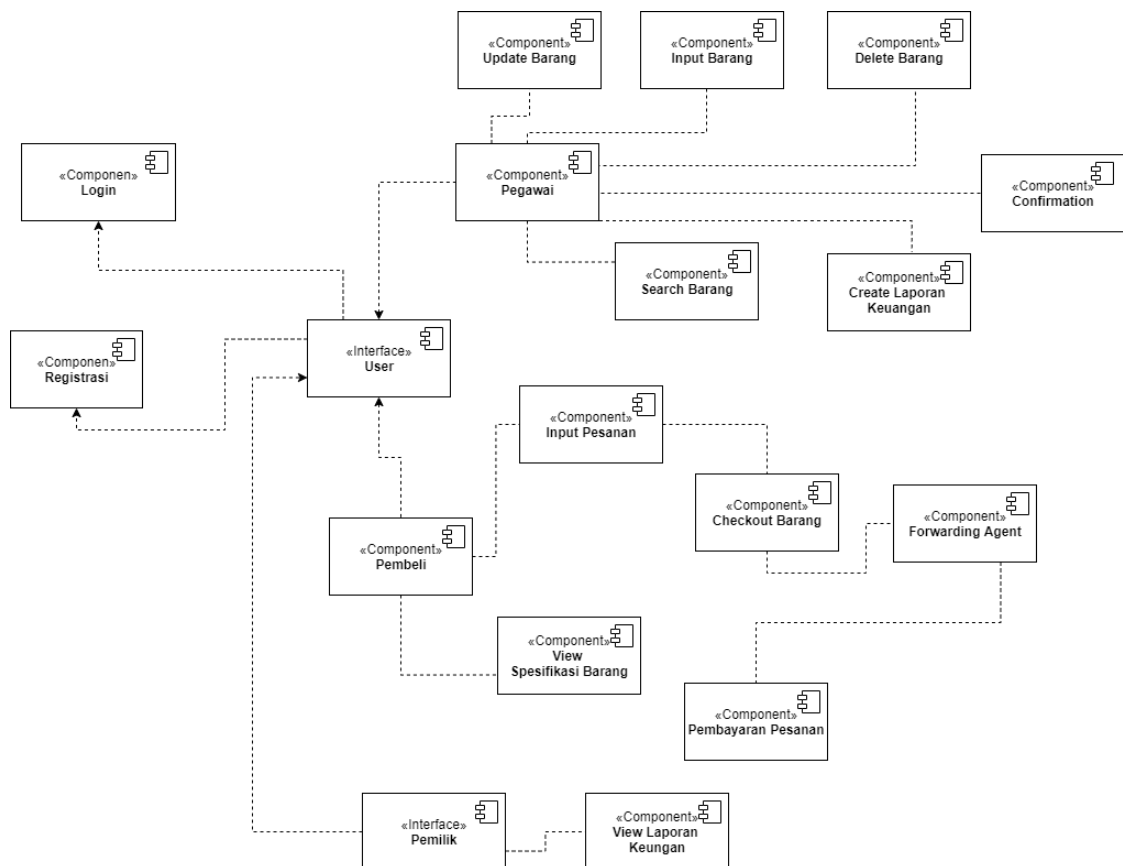 «Component»
Update Barang
«Component»
Input Barang
«Component»
Delete Barang
«Componen»
Login
«Component»
Pegawai
«Component»
Confirmation
«Component»
Search Barang
«Component»
Create Laporan
Keuangan
«Componen»
Registrasi
«Interface»
User
«Component»
Input Pesanan
«Component»
Checkout Barang
«Component»
Forwarding Agent
«Component»
Pembeli
«Component»
View
Spesifikasi Barang
«Component»
Pembayaran Pesanan
«Interface»
Pemilik
«Component»
View Laporan
Keungan